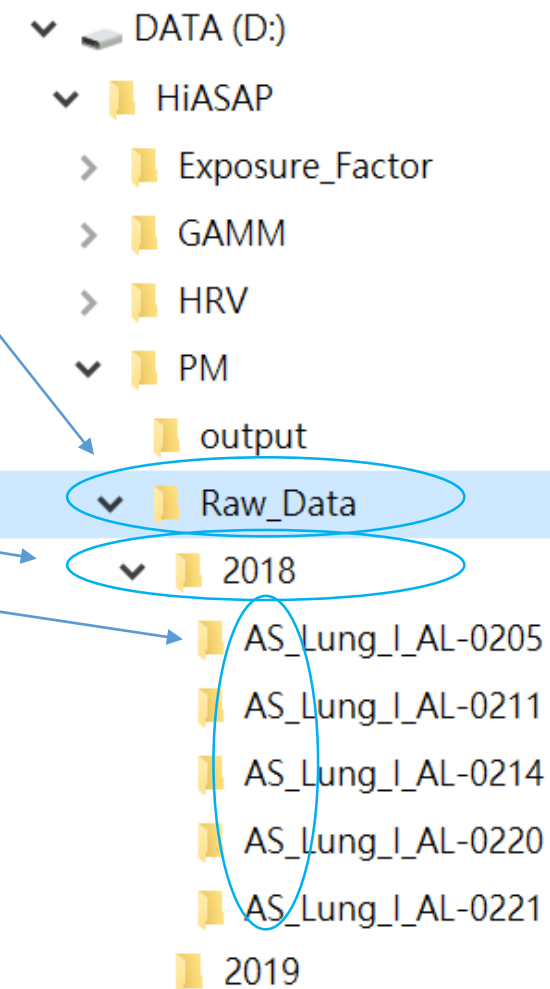 DATA (D:)
HiASAP
Exposure_Factor
GAMM
HRV
PM
output
Raw_Data
2018
AS_Lung_I_AL-0205
AS_Lung_I_AL-0211
AS_Lung_I_AL-0214
AS_Lung_I_AL-0220
AS_Lung_I_AL-0221
2019